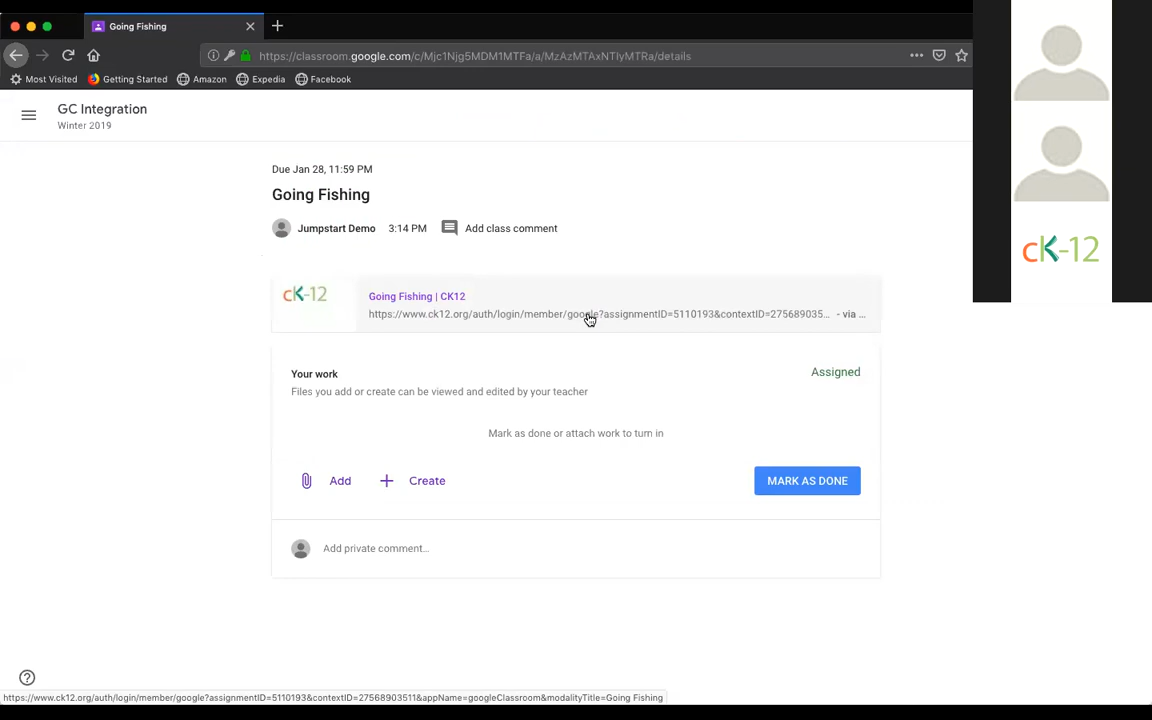 Going Fishing
https://classroom.google.com/c/Mjc1Njg5MDM1MTFa/a/MzAzMTAxNTIyMTRa/details
Most Visited Getting Started Amazon Expedia Facebook
GC Integration
Winter 2019
Due Jan 28, 11:59 PM
Going Fishing
Jumpstart Demo 3:14 PM Add class comment
cK-12
cK-12
Going Fishing | CK12
https://www.ck12.org/auth/login/member/google?assignmentID=5110193&contextID=275689035... - via ...
Your work
Assigned
Files you add or create can be viewed and edited by your teacher
Mark as done or attach work to turn in
Add Create MARK AS DONE
Add private comment...
https://www.ck12.org/auth/login/member/google?assignmentID=5110193&contextID=27568903511&appName=googleClassroom&modalityTitle=Going Fishing